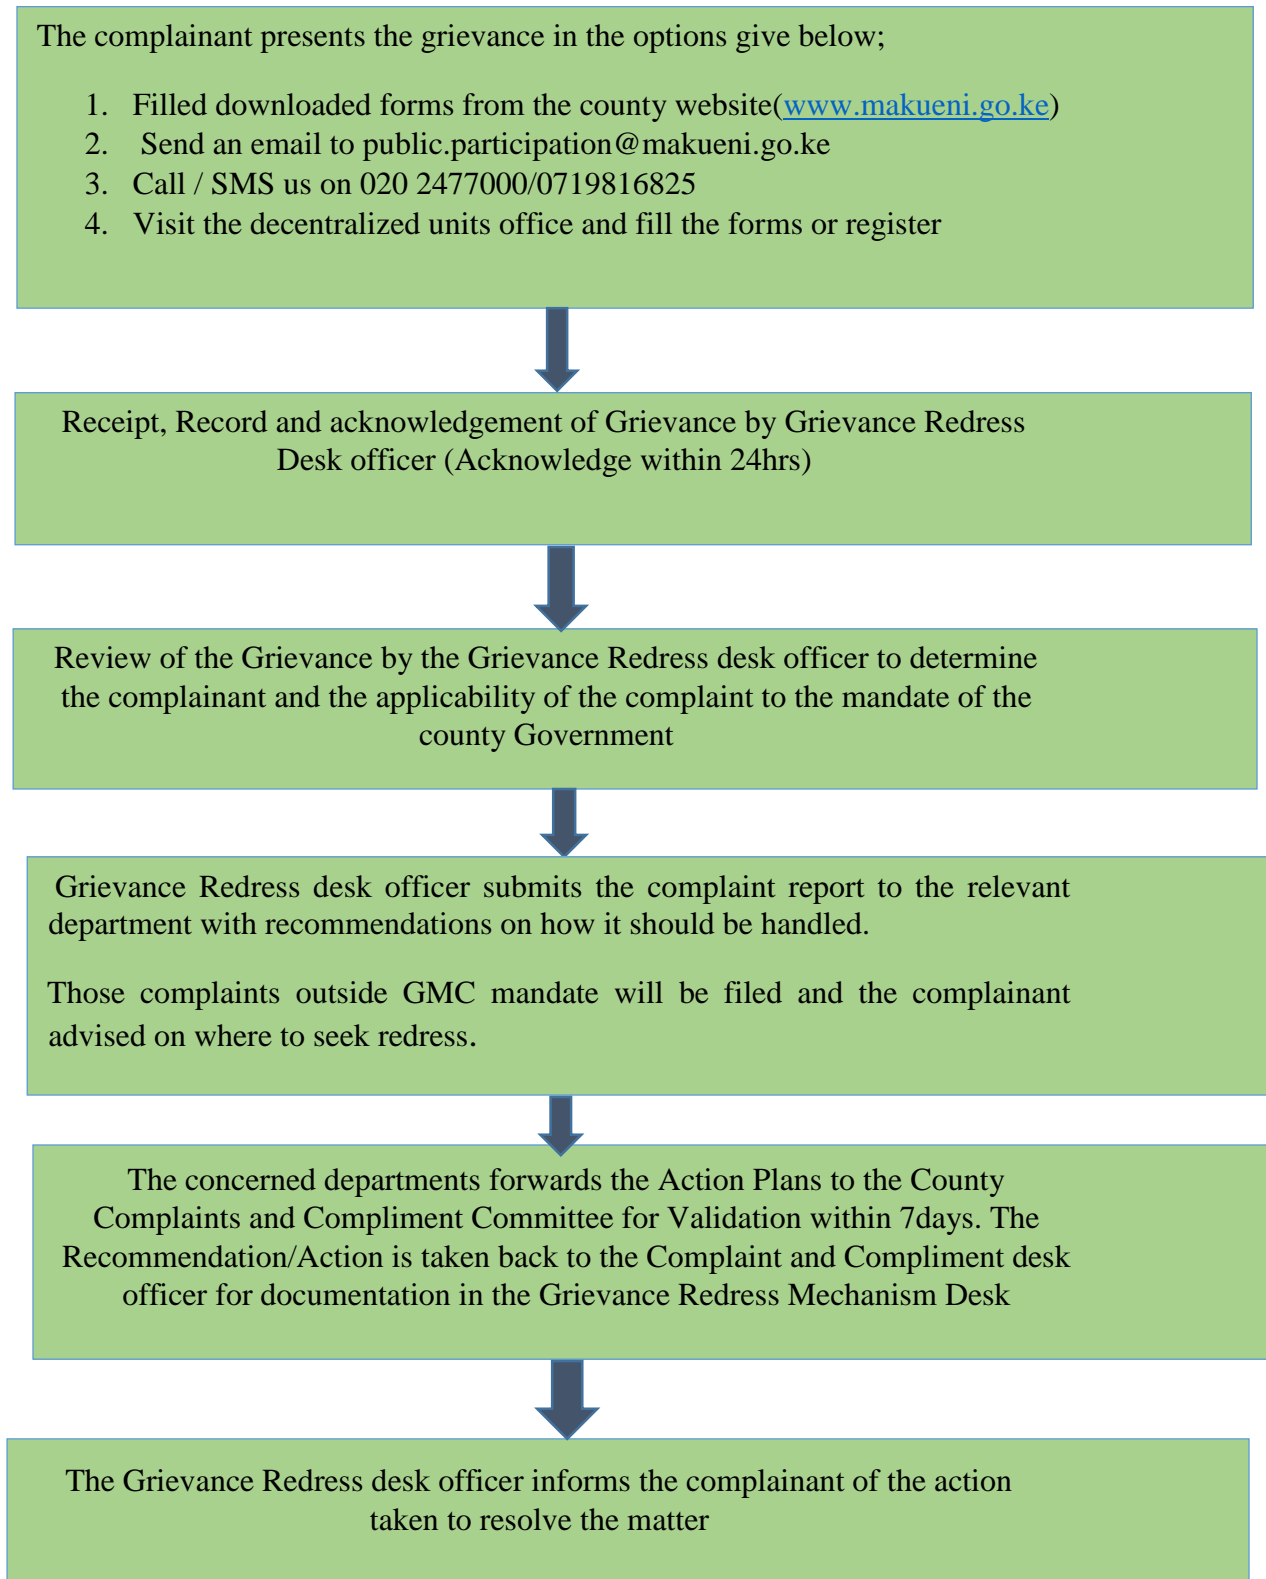 The complainant presents the grievance in the options give below;
1. Filled downloaded forms from the county website(www.makueni.go.ke)
2. Send an email to public.participation@makueni.go.ke
3. Call / SMS us on 020 2477000/0719816825
4. Visit the decentralized units office and fill the forms or register
Receipt, Record and acknowledgement of Grievance by Grievance Redress
Desk officer (Acknowledge within 24hrs)
Review of the Grievance by the Grievance Redress desk officer to determine
the complainant and the applicability of the complaint to the mandate of the
county Government
Grievance Redress desk officer submits the complaint report to the relevant
department with recommendations on how it should be handled.
Those complaints outside GMC mandate will be filed and the complainant
advised on where to seek redress.
The concerned departments forwards the Action Plans to the County
Complaints and Compliment Committee for Validation within 7days. The
Recommendation/Action is taken back to the Complaint and Compliment desk
officer for documentation in the Grievance Redress Mechanism Desk
The Grievance Redress desk officer informs the complainant of the action
taken to resolve the matter